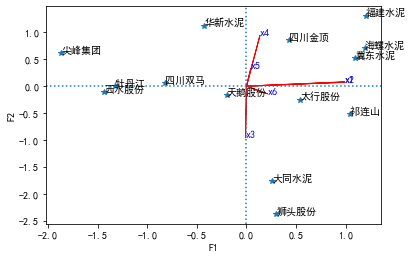 福建水泥
华新水泥
x4
四川金顶
尖峰集团
海螺水泥
冀东水泥
x5
四川双马
牡丹江
西水股份
天鹅股份
x6
太行股份
祁连山
x3
大同水泥
狮头股份
1.0
0.5
0.0
-0.5
-1.0
-1.5
-2.0
-2.5
F2
-2.0
-1.5
-1.0
-0.5
0.0
0.5
1.0
F1